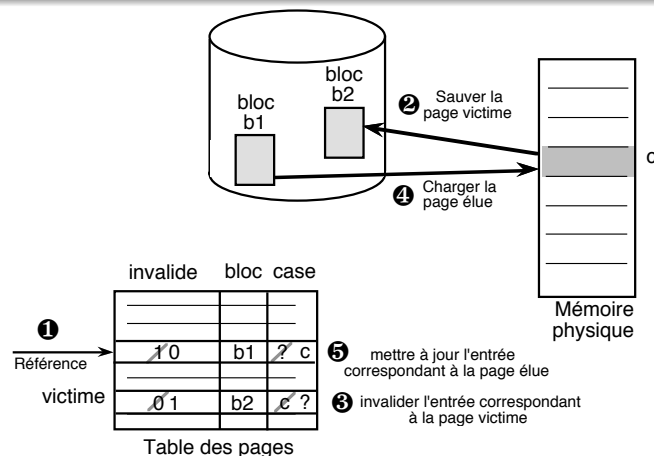 bloc
b2
bloc
b1
❷ Sauver la
page victime
c
❹ Charger la
page élue
Mémoire
physique
invalide bloc case
❶
Référence
1 0 b1 ? c
❺ mettre à jour l'entrée
correspondant à la page élue
victime
0 1 b2 c ?
❸ invalider l'entrée correspondant
à la page victime
Table des pages